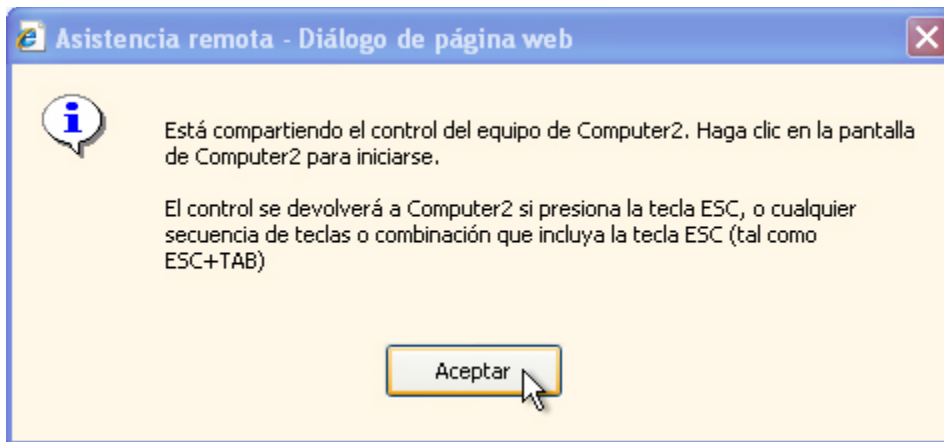 Asistencia remota - Diálogo de página web
Está compartiendo el control del equipo de Computer2. Haga clic en la pantalla
de Computer2 para iniciarse.
El control se devolverá a Computer2 si presiona la tecla ESC, o cualquier
secuencia de teclas o combinación que incluya la tecla ESC (tal como
ESC+TAB)
Aceptar